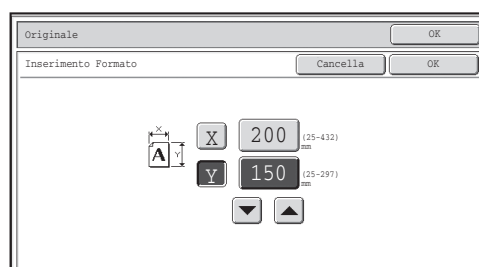 Originale OK
Inserimento Formato Cancella OK
X
A Y
X 200 (25-432)
mm
Y 150 (25-297)
mm